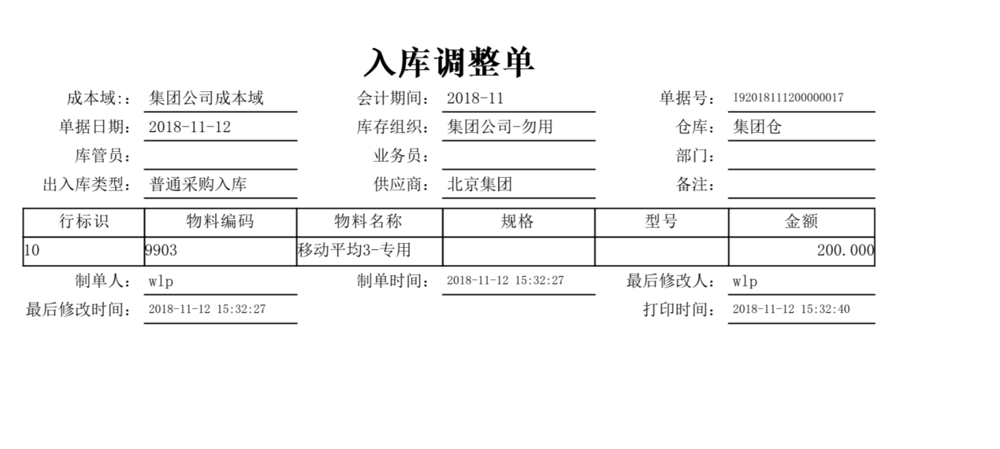 入库调整单
成本域:: 集团公司成本域 会计期间: 2018-11 单据号: I92018111200000017
单据日期: 2018-11-12 库存组织: 集团公司-勿用 仓库: 集团仓
库管员: 业务员: 部门:
出入库类型: 普通采购入库 供应商: 北京集团 备注:
行标识 物料编码 物料名称 规格 型号 金额
10 9903 移动平均3-专用 200.000
制单人: wlp 制单时间: 2018-11-12 15:32:27 最后修改人: wlp
最后修改时间: 2018-11-12 15:32:27 打印时间: 2018-11-12 15:32:40